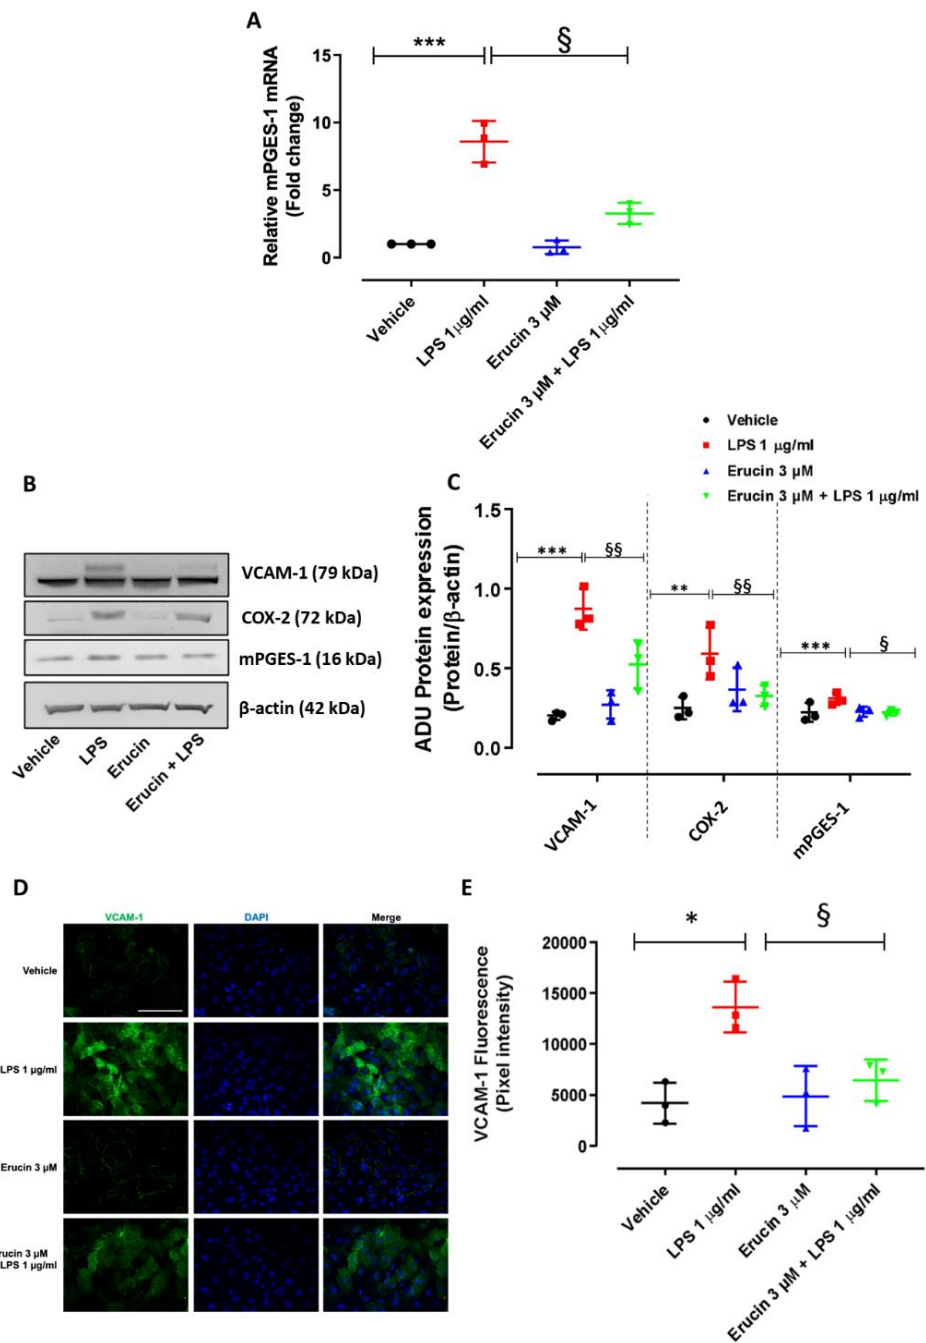 A
*** §
Relative mPGES-1 mRNA
(Fold change)
15
10
5
0
Vehicle
LPS 1μg/ml
Erucin 3 μM
Erucin 3 μM + LPS 1μg/ml
B
VCAM-1 (79 kDa)
COX-2 (72 kDa)
mPGES-1 (16 kDa)
β-actin (42 kDa)
Vehicle
LPS
Erucin
Erucin + LPS
C
Vehicle
LPS 1 μg/ml
Erucin 3 μM
Erucin 3 μM + LPS 1 μg/ml
ADU Protein expression
(Protein/β-actin)
1.5
1.0
0.5
0.0
*** §§
** §§
*** §
VCAM-1
COX-2
mPGES-1
D
VCAM-1 DAPI Merge
Vehicle
LPS 1 μg/ml
Erucin 3 μM
rucin 3 μM
LPS 1 μg/ml
E
* §
VCAM-1 Fluorescence
(Pixel intensity)
20000
15000
10000
5000
0
Vehicle
LPS 1 μg/ml
Erucin 3 μM
Erucin 3 μM + LPS 1 μg/ml